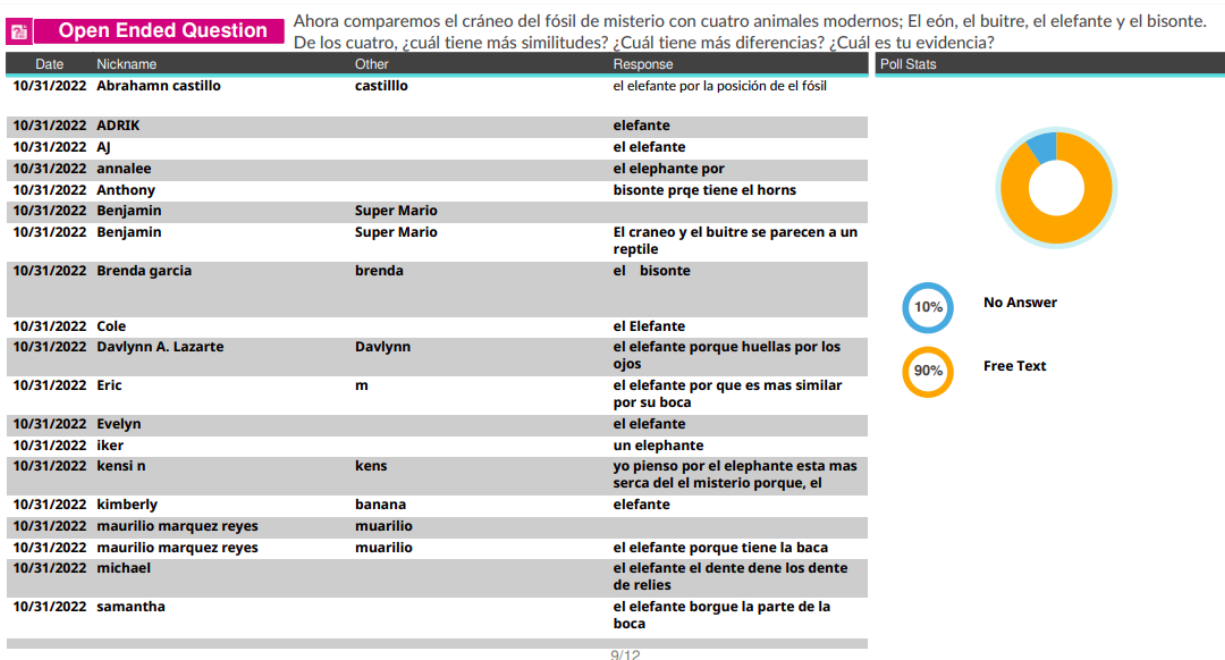 Open Ended Question
Ahora comparemos el cráneo del fósil de misterio con cuatro animales modernos; El eón, el buitre, el elefante y el bisonte.
De los cuatro, ¿cuál tiene más similitudes? ¿Cuál tiene más diferencias? ¿Cuál es tu evidencia?
Date Nickname Other Response Poll Stats
10/31/2022 Abrahamn castillo castilllo el elefante por la posición de el fósil
10/31/2022 ADRIK elefante
10/31/2022 AJ el elefante
10/31/2022 annalee el elephante por
10/31/2022 Anthony bisonte prqe tiene el horns
10/31/2022 Benjamin Super Mario
10/31/2022 Benjamin Super Mario El craneo y el buitre se parecen a un
reptile
10/31/2022 Brenda garcia brenda el bisonte
10/31/2022 Cole el Elefante
10/31/2022 Davlynn A. Lazarte Davlynn el elefante porque huellas por los
ojos
10/31/2022 Eric m el elefante por que es mas similar
por su boca
10/31/2022 Evelyn el elefante
10/31/2022 iker un elephante
10/31/2022 kensi n kens yo pienso por el elephante esta mas
serca del el misterio porque, el
10/31/2022 kimberly banana elefante
10/31/2022 maurilio marquez reyes muarilio
10/31/2022 maurilio marquez reyes muarilio el elefante porque tiene la baca
10/31/2022 michael el elefante el dente dene los dente
de relies
10/31/2022 samantha el elefante borgue la parte de la
boca
10% No Answer
90% Free Text
9/12